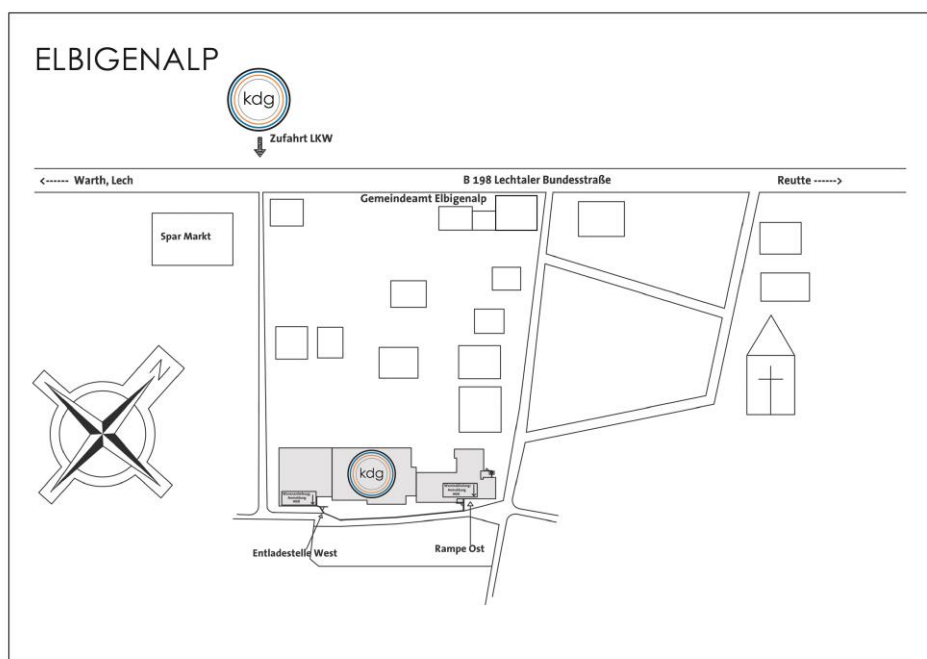 ELBIGENALP
kdg
Zufahrt LKW
<------ Warth, Lech
B 198 Lechtaler Bundesstraße
Reutte ------>
Gemeindeamt Elbigenalp
Spar Markt
N
kdg
Entladestelle West
Rampe Ost